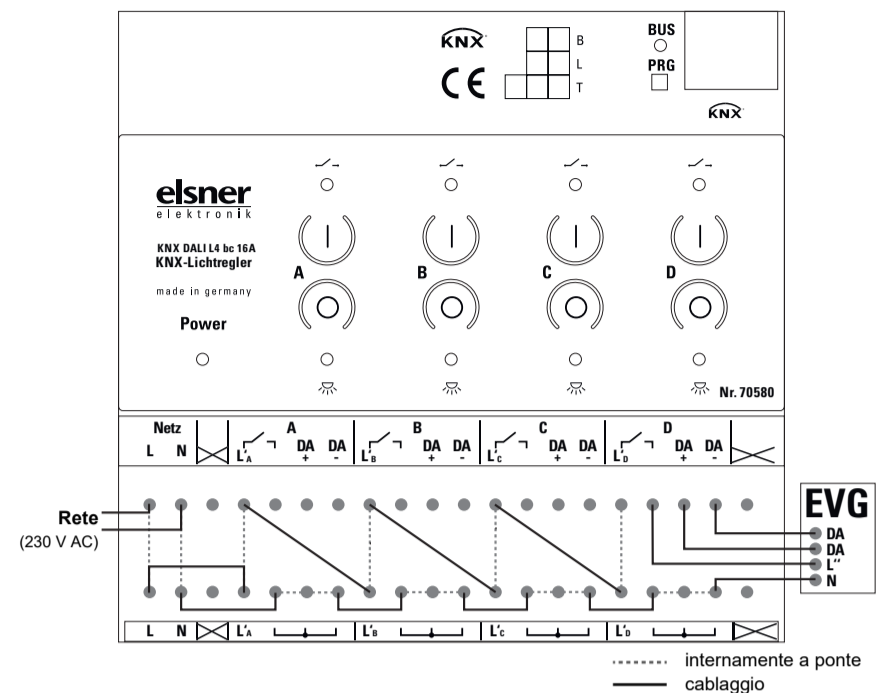 KNX
B
L
T
BUS
PRG
KNX
elsner
elektronik
KNX DALI L4 bc 16A
KNX-Lichtregler
made in germany
Power
A B C D
Nr. 70580
Netz A B C D
L N L'A DA + DA - L'B DA + DA - L'C DA + DA - L'D DA + DA -
Rete
(230 V AC)
EVG
DA
DA
L''
N
L N L'A L'B L'C L'D
internamente a ponte
cablaggio